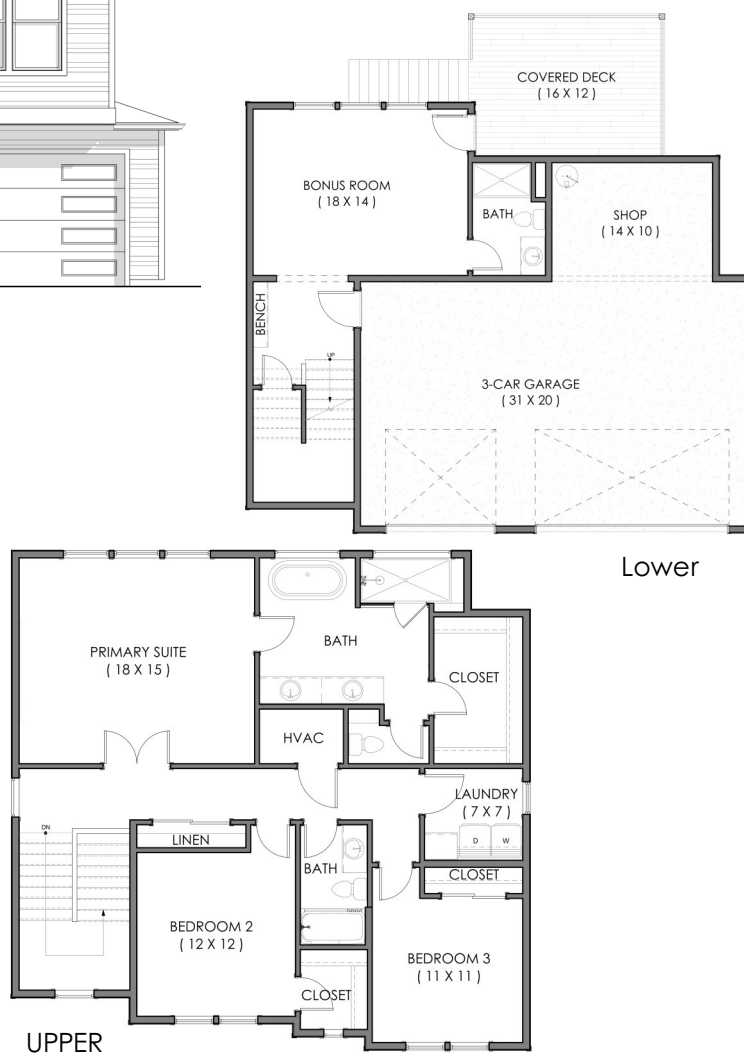 COVERED DECK
( 16 X 12 )
BONUS ROOM
( 18 X 14 )
BATH
SHOP
( 14 X 10 )
BENCH
UP
3-CAR GARAGE
( 31 X 20 )
Lower
PRIMARY SUITE
( 18 X 15 )
BATH
CLOSET
HVAC
LAUNDRY
( 7 X 7 )
D W
DN
LINEN
BATH
CLOSET
BEDROOM 2
( 12 X 12 )
BEDROOM 3
( 11 X 11 )
CLOSET
UPPER